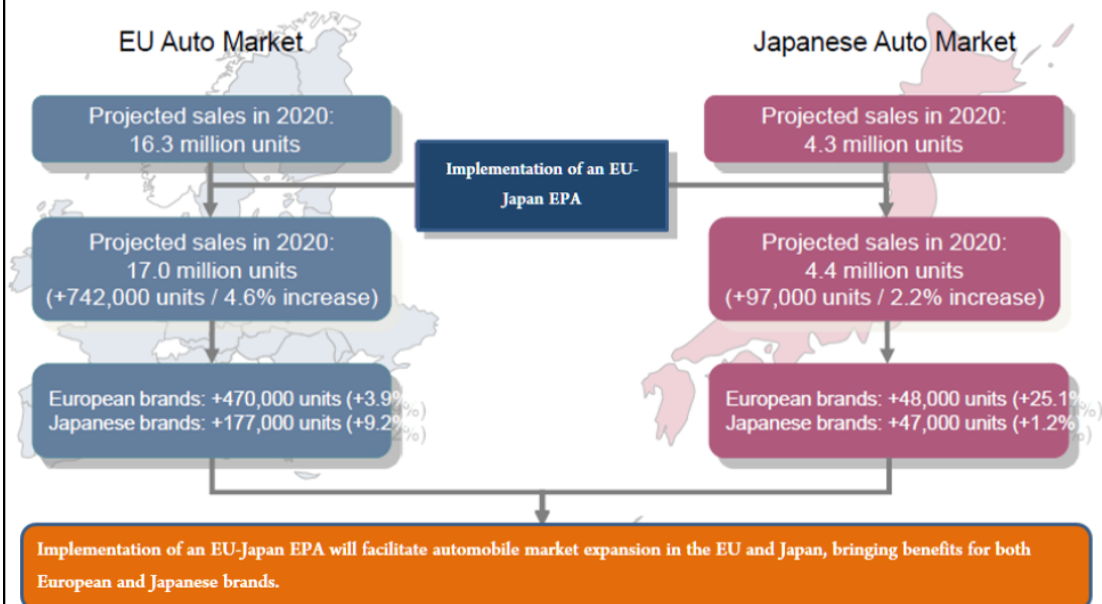 EU Auto Market
Japanese Auto Market
Projected sales in 2020:
16.3 million units
Projected sales in 2020:
4.3 million units
Implementation of an EU-
Japan EPA
Projected sales in 2020:
17.0 million units
(+742,000 units / 4.6% increase)
Projected sales in 2020:
4.4 million units
(+97,000 units / 2.2% increase)
European brands: +470,000 units (+3.9%)
Japanese brands: +177,000 units (+9.2%)
European brands: +48,000 units (+25.1%)
Japanese brands: +47,000 units (+1.2%)
Implementation of an EU-Japan EPA will facilitate automobile market expansion in the EU and Japan, bringing benefits for both
European and Japanese brands.